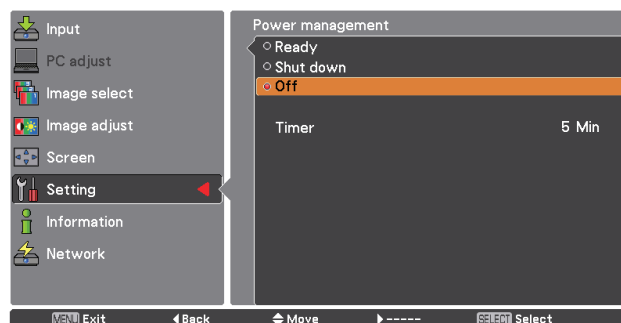 Input
PC adjust
Image select
Image adjust
Screen
Setting
Information
Network
Power management
Ready
Shut down
Off
Timer 5 Min
MENU Exit Back Move ----- SELECT Select